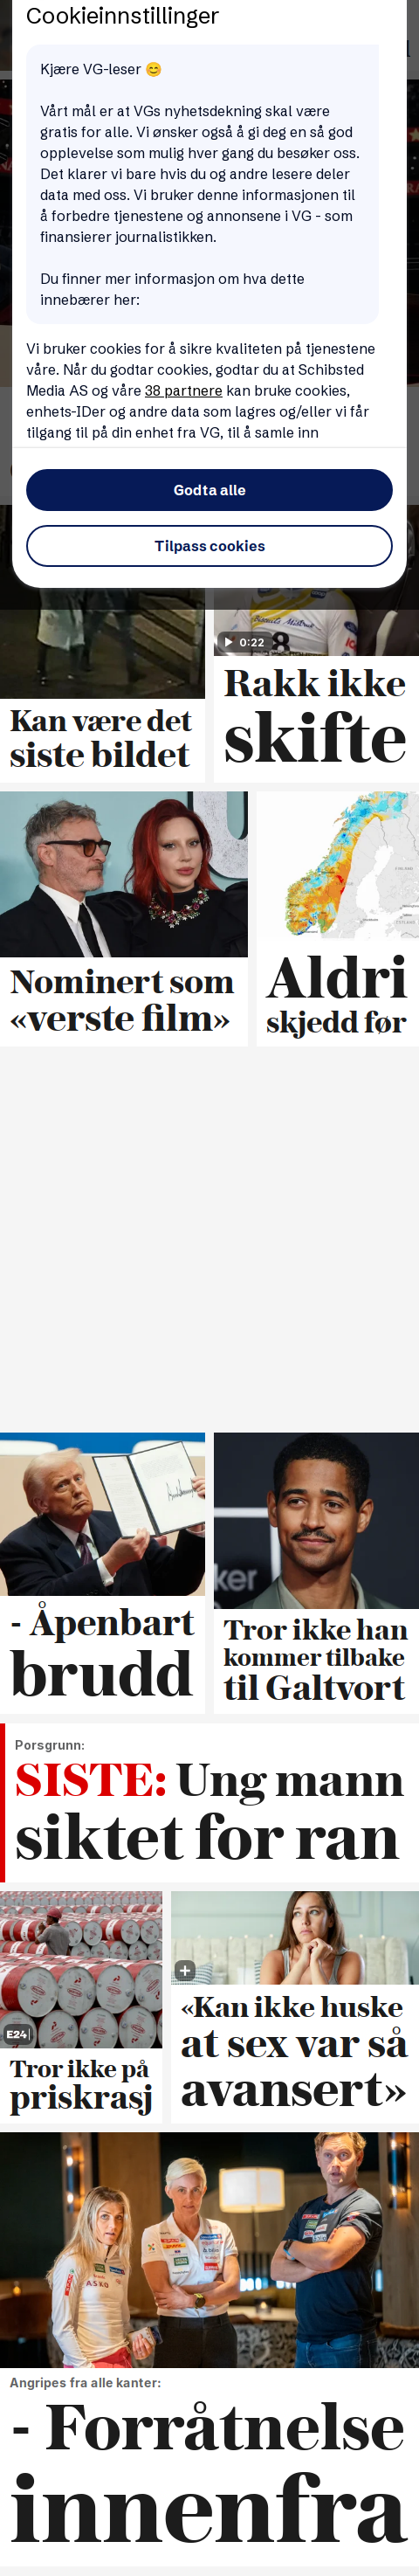 Cookieinnstillinger
Kjære VG-leser 😊
Vårt mål er at VGs nyhetsdekning skal være
gratis for alle. Vi ønsker også å gi deg en så god
opplevelse som mulig hver gang du besøker oss.
Det klarer vi bare hvis du og andre lesere deler
data med oss. Vi bruker denne informasjonen til
å forbedre tjenestene og annonsene i VG - som
finansierer journalistikken.
Du finner mer informasjon om hva dette
innebærer her:
Vi bruker cookies for å sikre kvaliteten på tjenestene
våre. Når du godtar cookies, godtar du at Schibsted
Media AS og våre 38 partnere kan bruke cookies,
enhets-IDer og andre data som lagres og/eller vi får
tilgang til på din enhet fra VG, til å samle inn
Godta alle
Tilpass cookies
0:22
Kan være det
siste bildet
Rakk ikke
skifte
Nominert som
«verste film»
Aldri
skjedd før
- Åpenbart
brudd
Tror ikke han
kommer tilbake
til Galtvort
Porsgrunn:
SISTE: Ung mann
siktet for ran
E24
Tror ikke på
priskrasj
«Kan ikke huske
at sex var så
avansert»
Angripes fra alle kanter:
- Forråtnelse
innenfra